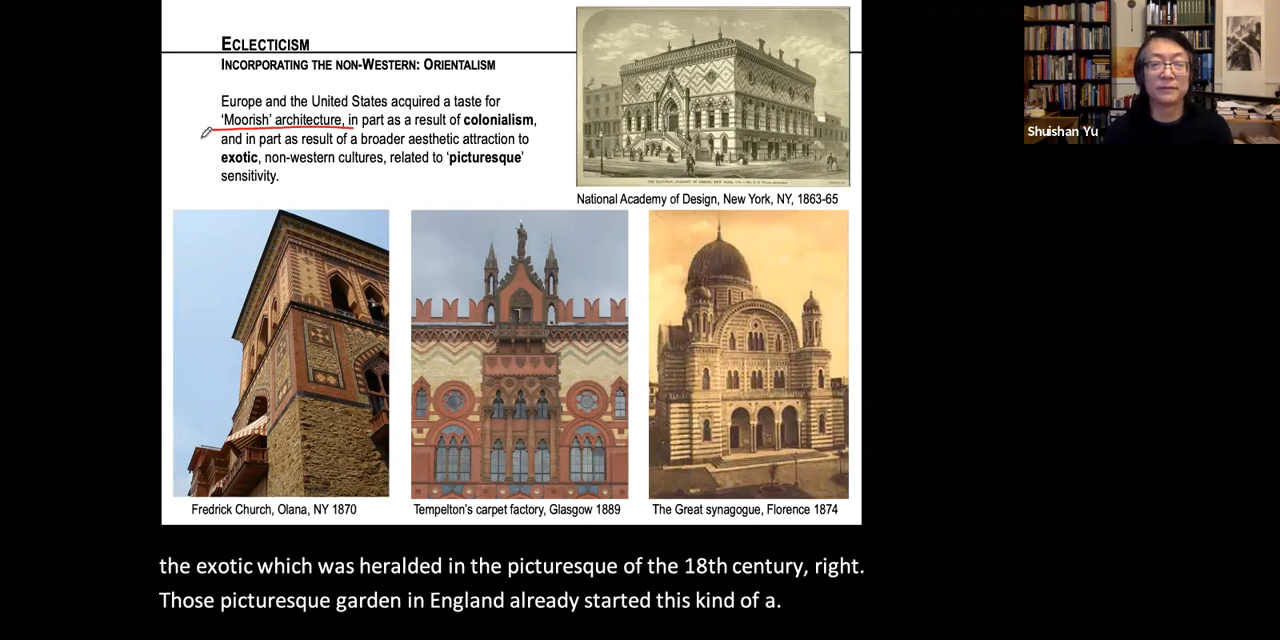 ECLECTICISM
INCORPORATING THE NON-WESTERN: ORIENTALISM
Europe and the United States acquired a taste for
‘Moorish’ architecture, in part as a result of colonialism,
and in part as result of a broader aesthetic attraction to
exotic, non-western cultures, related to ‘picturesque’
sensitivity.
National Academy of Design, New York, NY, 1863-65
Fredrick Church, Olana, NY 1870
Tempelton's carpet factory, Glasgow 1889
The Great synagogue, Florence 1874
Shuishan Yu
the exotic which was heralded in the picturesque of the 18th century, right.
Those picturesque garden in England already started this kind of a.